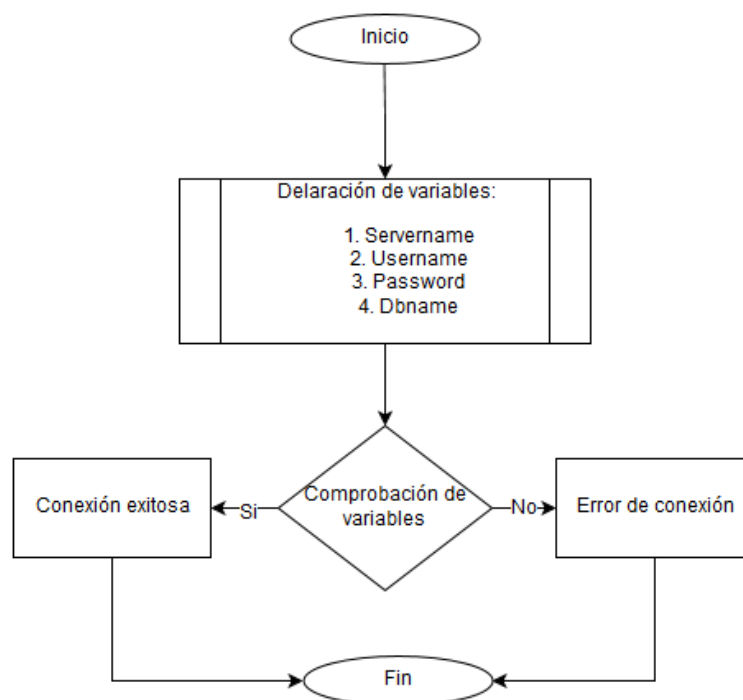 Inicio
Delaración de variables:
1. Servername
2. Username
3. Password
4. Dbname
Conexión exitosa
Si
Comprobación de
variables
No
Error de conexión
Fin